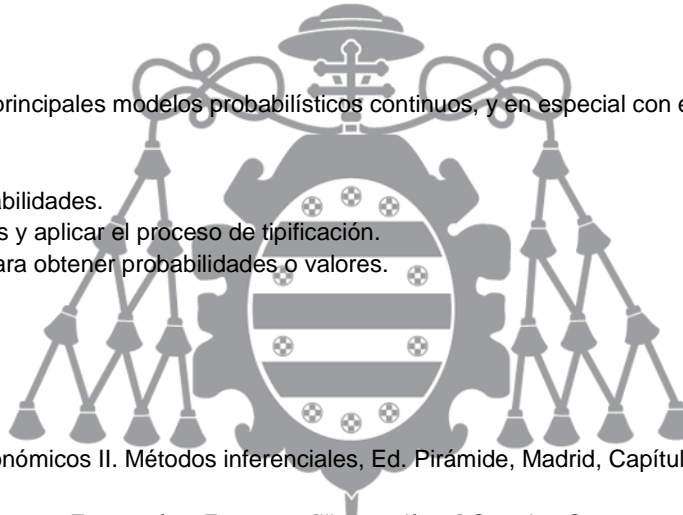 principales modelos probabilísticos continuos, y en especial con e
abilidades.
s y aplicar el proceso de tipificación.
ara obtener probabilidades o valores.
onómicos II. Métodos inferenciales, Ed. Pirámide, Madrid, Capítul